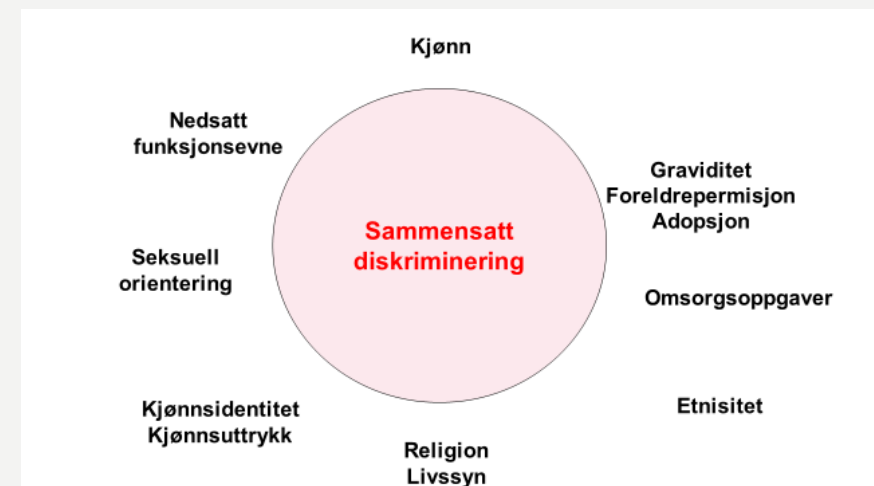 Kjønn
Nedsatt
funksjonsevne
Graviditet
Foreldrepermisjon
Adopsjon
Sammensatt
diskriminering
Seksuell
orientering
Omsorgsoppgaver
Kjønnsidentitet
Kjønnsuttrykk
Etnisitet
Religion
Livssyn